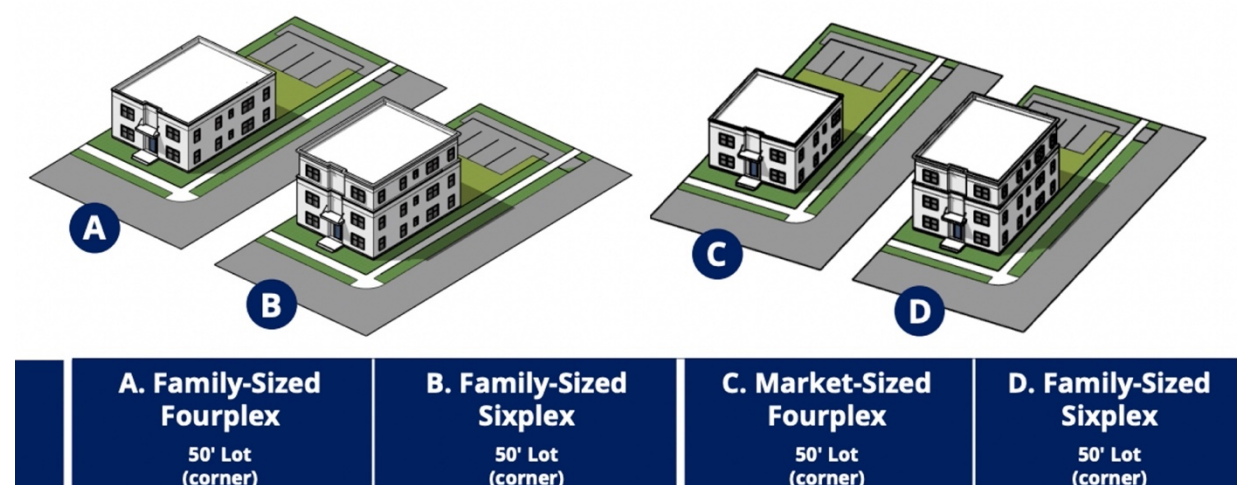 A
B
C
D
A. Family-Sized
Fourplex
50' Lot
(corner)
B. Family-Sized
Sixplex
50' Lot
(corner)
C. Market-Sized
Fourplex
50' Lot
(corner)
D. Family-Sized
Sixplex
50' Lot
(corner)